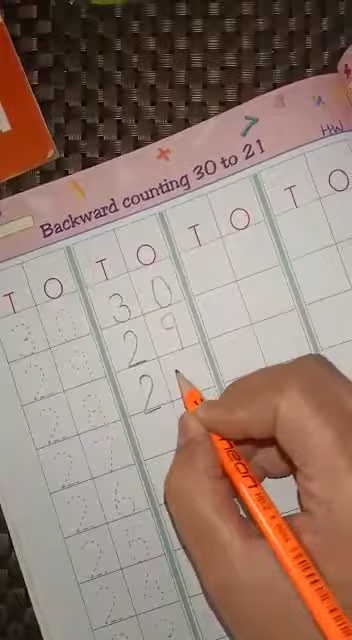 HW
Backward counting 30 to 21
T O T O T O T O
3 0 3 0
2 9 2 9
2 8 2
2 7
2 6
2 5
2 4
neon